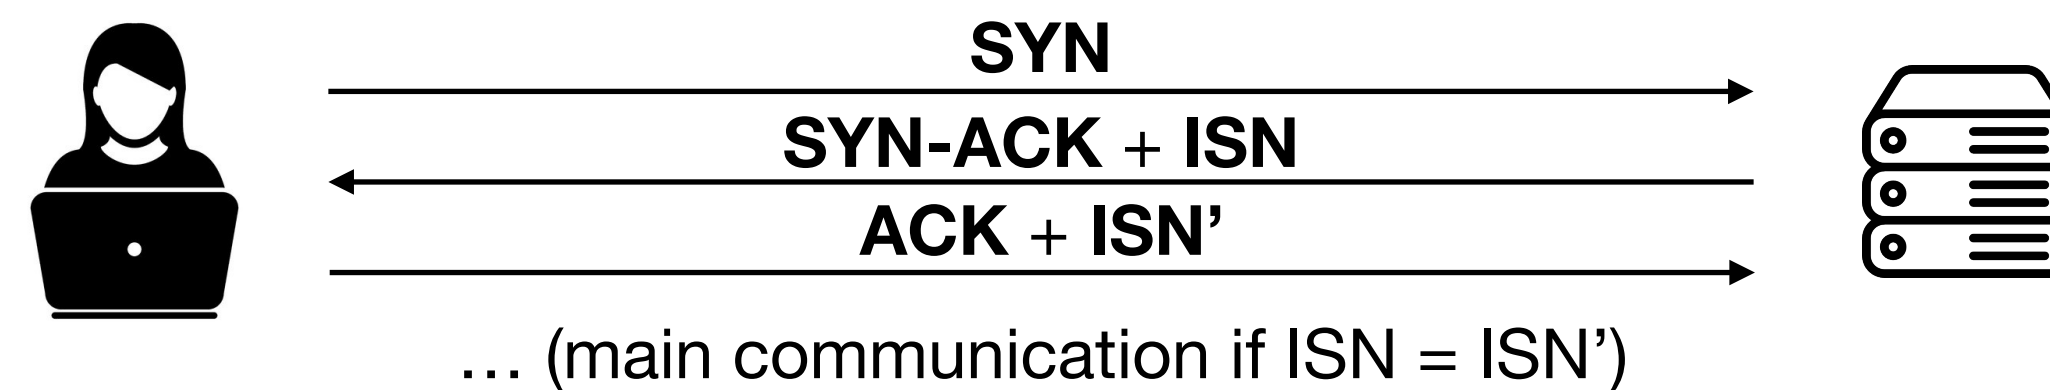 SYN
SYN-ACK + ISN
ACK + ISN’
… (main communication if ISN = ISN’)